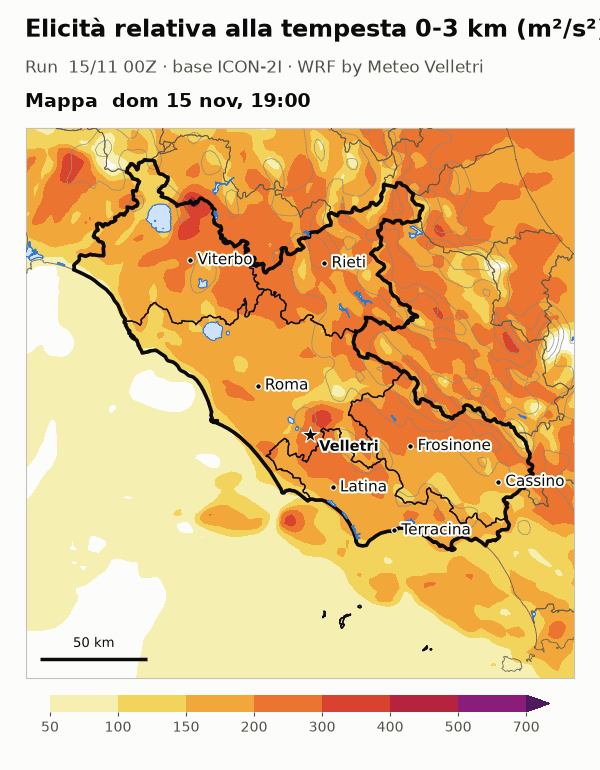 Elicità relativa alla tempesta 0-3 km (m²/s²)
Run  15/11 00Z · base ICON-2I · WRF by Meteo Velletri
Mappa  dom 15 nov, 19:00
Viterbo
Rieti
Roma
Velletri
Frosinone
Cassino
Latina
Terracina
50 km
50 100 150 200 300 400 500 700